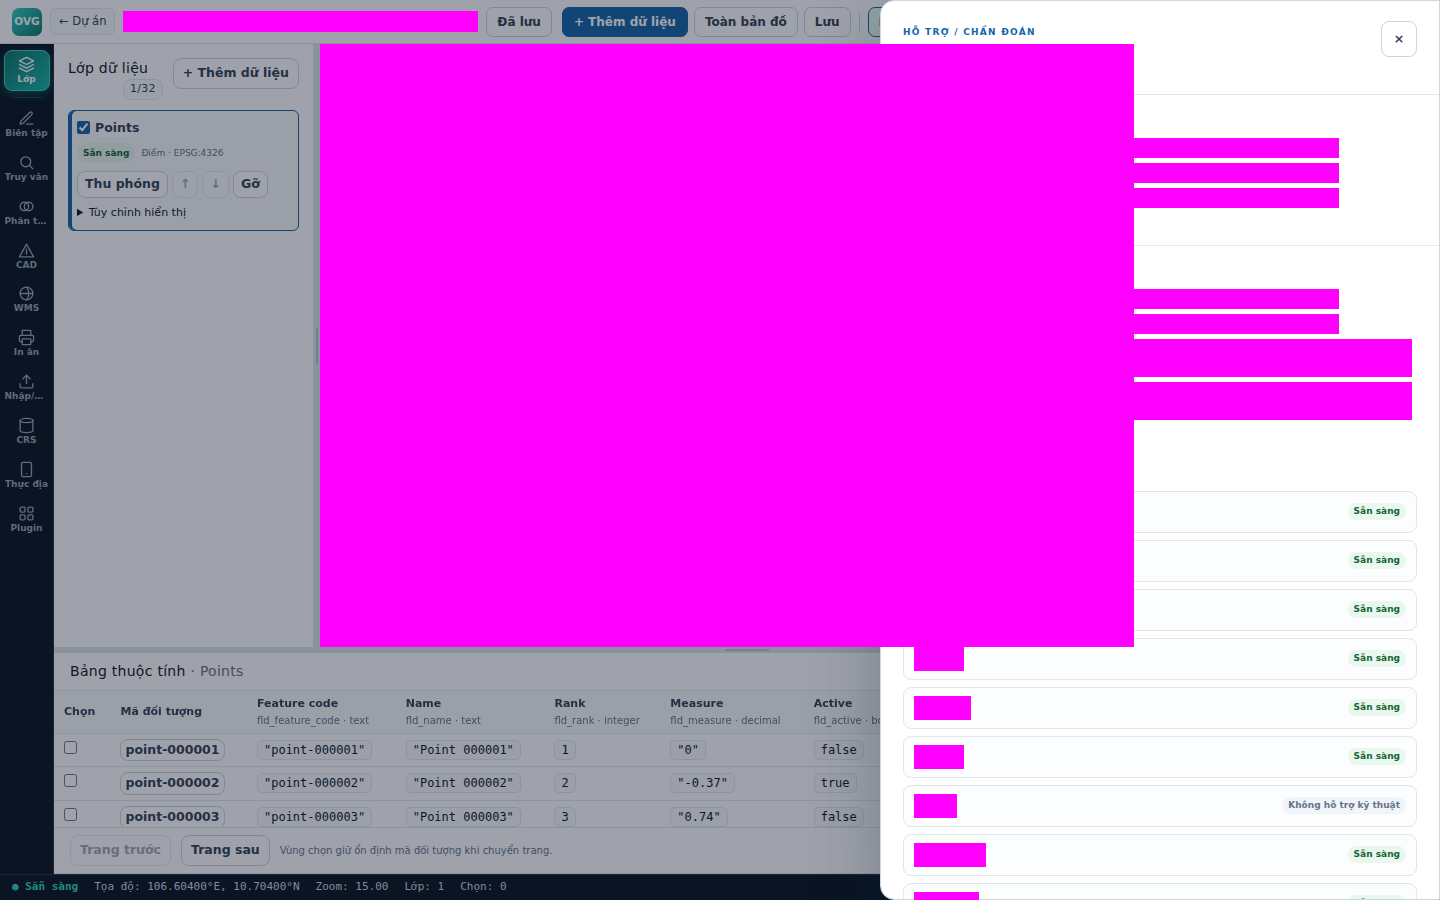 OVG
← Dự án
Đã lưu
+ Thêm dữ liệu
Toàn bản đồ
Lưu
HỖ TRỢ / CHẨN ĐOÁN
×
Lớp
Biên tập
Truy vấn
Phân t...
CAD
WMS
In ấn
Nhập/...
CRS
Thực địa
Plugin
Lớp dữ liệu
1/32
+ Thêm dữ liệu
Points
Sẵn sàng
Điểm · EPSG:4326
Thu phóng
↑
↓
Gỡ
▶ Tùy chỉnh hiển thị
Sẵn sàng
Sẵn sàng
Sẵn sàng
Sẵn sàng
Sẵn sàng
Sẵn sàng
Không hỗ trợ kỹ thuật
Sẵn sàng
Bảng thuộc tính · Points
Chọn
Mã đối tượng
Feature code
fld_feature_code · text
Name
fld_name · text
Rank
fld_rank · integer
Measure
fld_measure · decimal
Active
fld_active · bo
point-000001
"point-000001"
"Point 000001"
1
"0"
false
point-000002
"point-000002"
"Point 000002"
2
"-0.37"
true
point-000003
"point-000003"
"Point 000003"
3
"0.74"
false
Trang trước
Trang sau
Vùng chọn giữ ổn định mã đối tượng khi chuyển trang.
● Sẵn sàng
Tọa độ: 106.60400°E, 10.70400°N
Zoom: 15.00
Lớp: 1
Chọn: 0